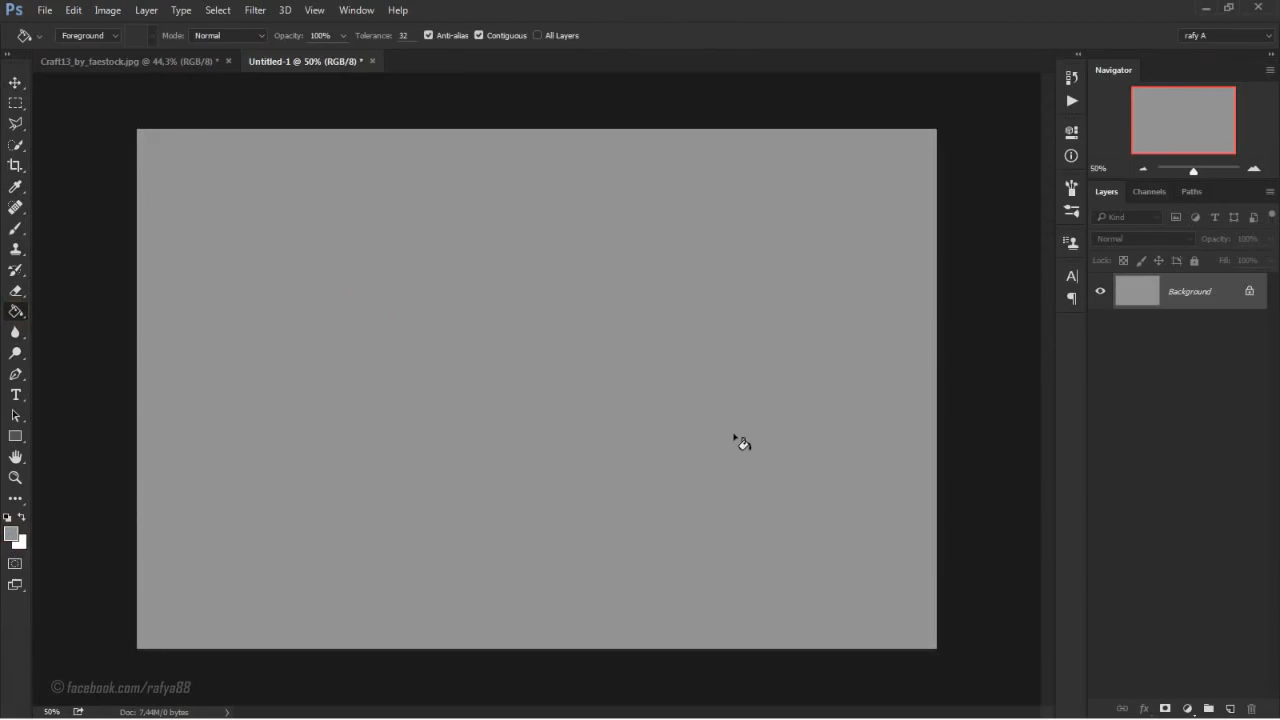 Ps File Edit Image Layer Type Select Filter 3D View Window Help
Foreground Mode: Normal Opacity: 100% Tolerance: 32 Anti-alias Contiguous All Layers rafy A
Craft13_by_faestock.jpg @ 44,3% (RGB/8) * × Untitled-1 @ 50% (RGB/8) * ×
Navigator
50%
Layers Channels Paths
Kind
Normal Opacity: 100%
Lock: Fill: 100%
Background
© facebook.com/rafya88
50% Doc: 7,44M/0 bytes